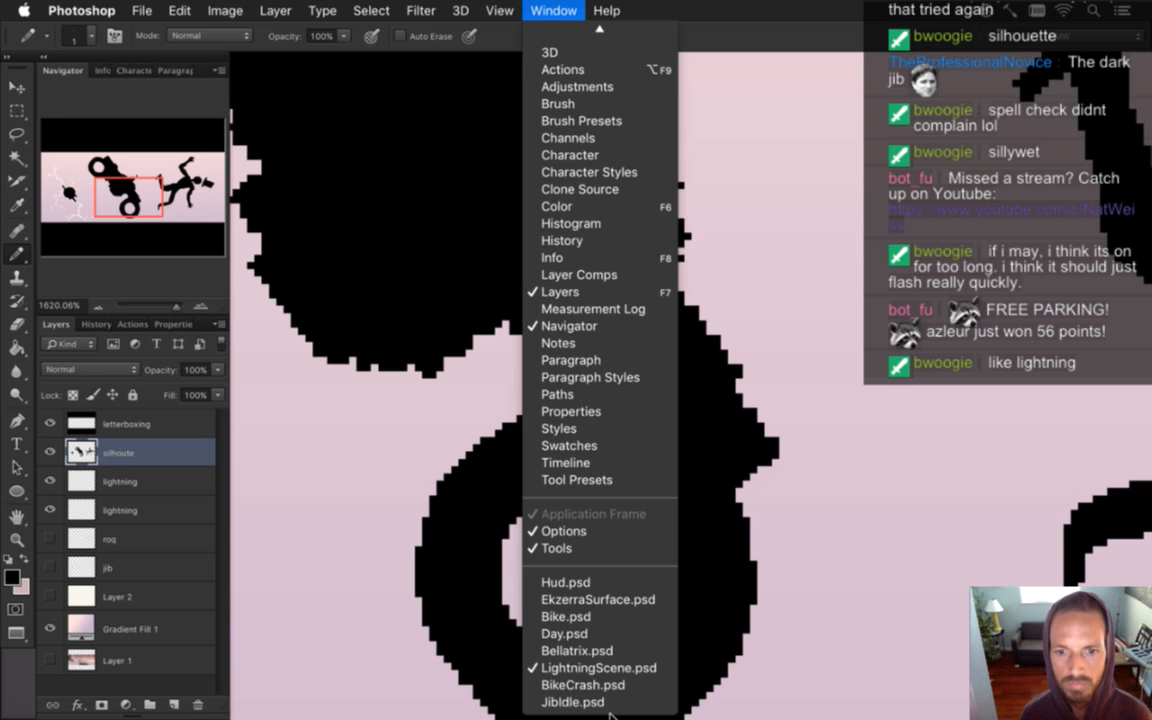 Photoshop File Edit Image Layer Type Select Filter 3D View Window Help
1 Mode: Normal Opacity: 100% Auto Erase
Navigator Info Characte Paragraj
1620.06%
Layers History Actions Propertie
Kind
Normal Opacity: 100%
Lock: Fill: 100%
letterboxing
silhoute
lightning
lightning
roq
jib
Layer 2
Gradient Fill 1
Layer 1
fx
3D
Actions ⌥F9
Adjustments
Brush
Brush Presets
Channels
Character
Character Styles
Clone Source
Color F6
Histogram
History
Info F8
Layer Comps
✓ Layers F7
Measurement Log
✓ Navigator
Notes
Paragraph
Paragraph Styles
Paths
Properties
Styles
Swatches
Timeline
Tool Presets
✓ Application Frame
✓ Options
✓ Tools
Hud.psd
EkzerraSurface.psd
Bike.psd
Day.psd
Bellatrix.psd
✓ LightningScene.psd
BikeCrash.psd
JibIdle.psd
that tried again
bwoogie silhouette
TheProfessionalNovice : The dark
jib
bwoogie spell check didnt
complain lol
bwoogie sillywet
bot_fu Missed a stream? Catch
up on Youtube:
bwoogie if i may, i think its on
for too long. i think it should just
flash really quickly.
bot_fu FREE PARKING!
azleur just won 56 points!
bwoogie like lightning